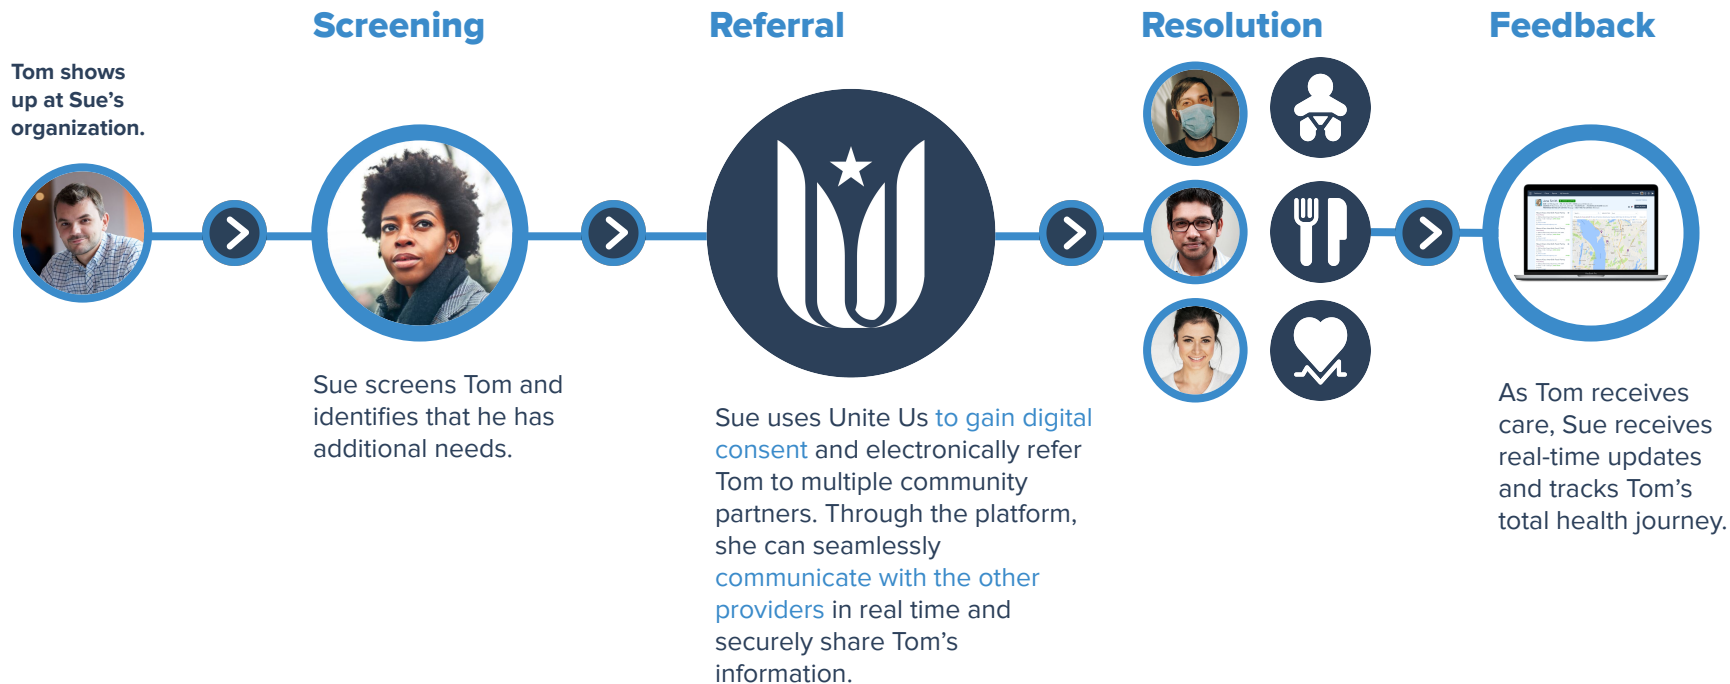 Screening
Referral
Resolution
Feedback
Tom shows
up at Sue's
organization.
Sue screens Tom and
identifies that he has
additional needs.
Sue uses Unite Us to gain digital
consent and electronically refer
Tom to multiple community
partners. Through the platform,
she can seamlessly
communicate with the other
providers in real time and
securely share Tom's
information.
As Tom receives
care, Sue receives
real-time updates
and tracks Tom's
total health journey.